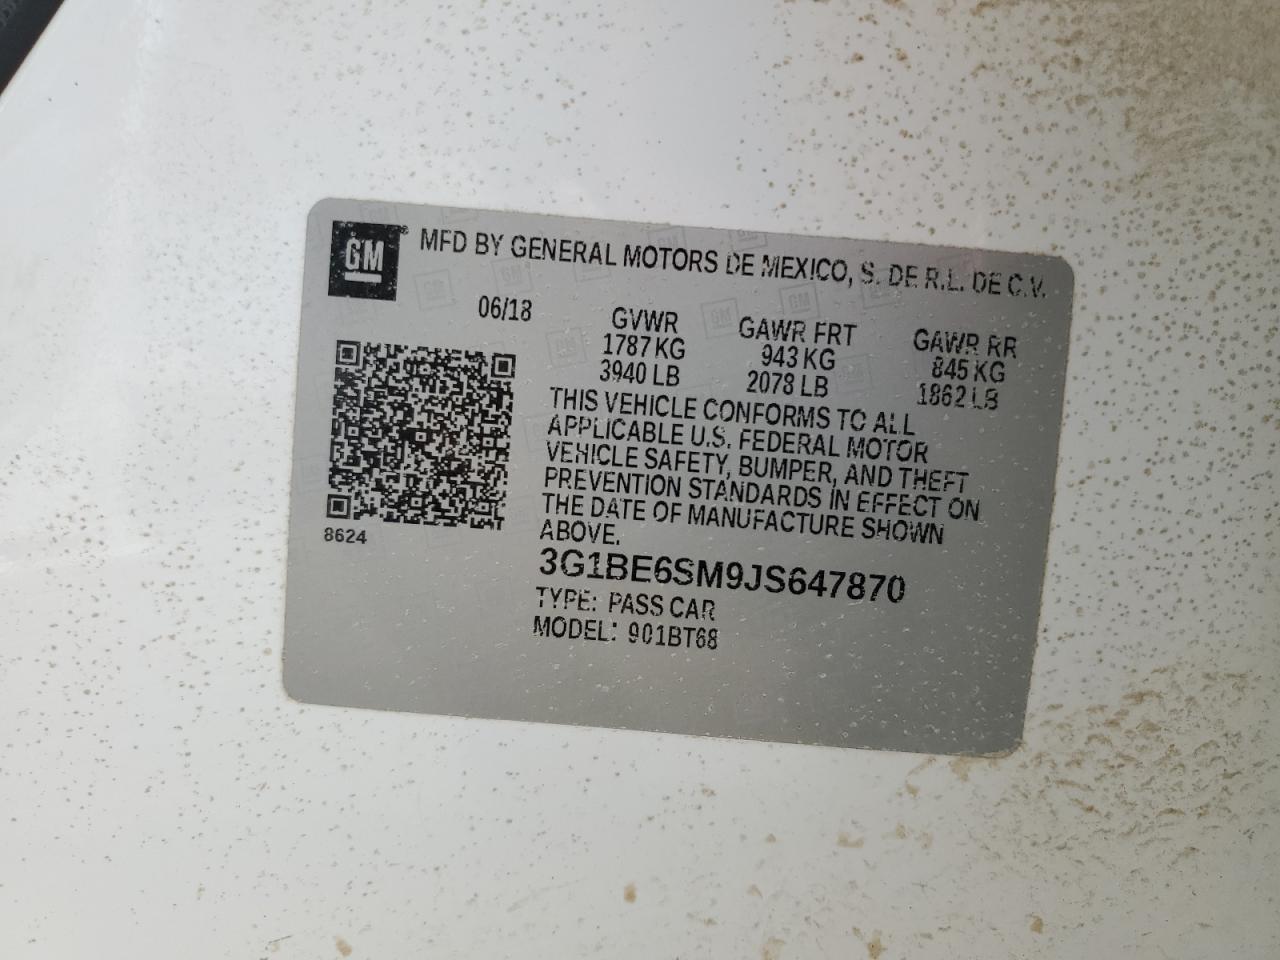 GM
MFD BY GENERAL MOTORS DE MEXICO, S. DE R.L. DE C.V.
06/18 GVWR GAWR FRT GAWR RR
1787 KG 943 KG 845 KG
3940 LB 2078 LB 1862 LB
THIS VEHICLE CONFORMS TO ALL
APPLICABLE U.S. FEDERAL MOTOR
VEHICLE SAFETY, BUMPER, AND THEFT
PREVENTION STANDARDS IN EFFECT ON
THE DATE OF MANUFACTURE SHOWN
ABOVE.
8624
3G1BE6SM9JS647870
TYPE: PASS CAR
MODEL: 901BT68